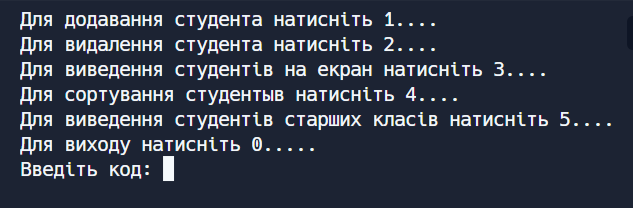 Для додавання студента натисніть 1....
Для видалення студента натисніть 2....
Для виведення студентів на екран натисніть 3....
Для сортування студентыв натисніть 4....
Для виведення студентів старших класів натисніть 5....
Для виходу натисніть 0.....
Введіть код: